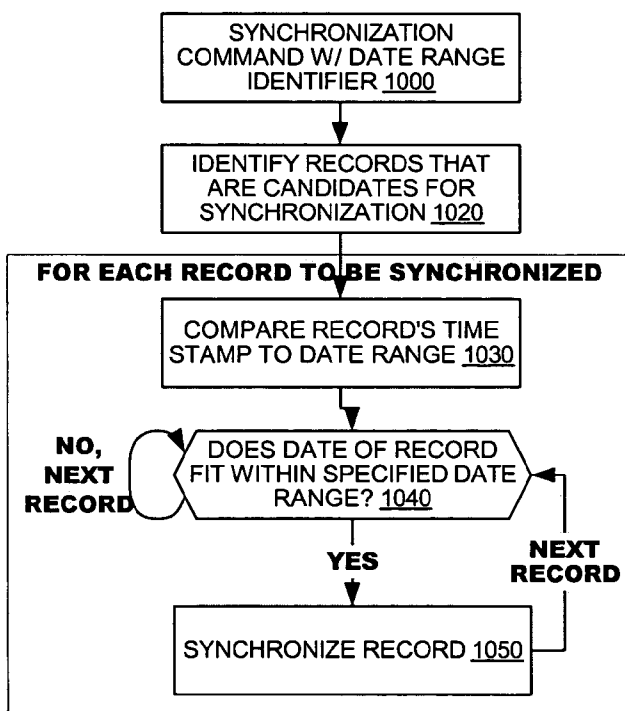 SYNCHRONIZATION
COMMAND W/ DATE RANGE
IDENTIFIER 1000
IDENTIFY RECORDS THAT
ARE CANDIDATES FOR
SYNCHRONIZATION 1020
FOR EACH RECORD TO BE SYNCHRONIZED
COMPARE RECORD'S TIME
STAMP TO DATE RANGE 1030
NO,
NEXT
RECORD
DOES DATE OF RECORD
FIT WITHIN SPECIFIED DATE
RANGE? 1040
YES
NEXT
RECORD
SYNCHRONIZE RECORD 1050